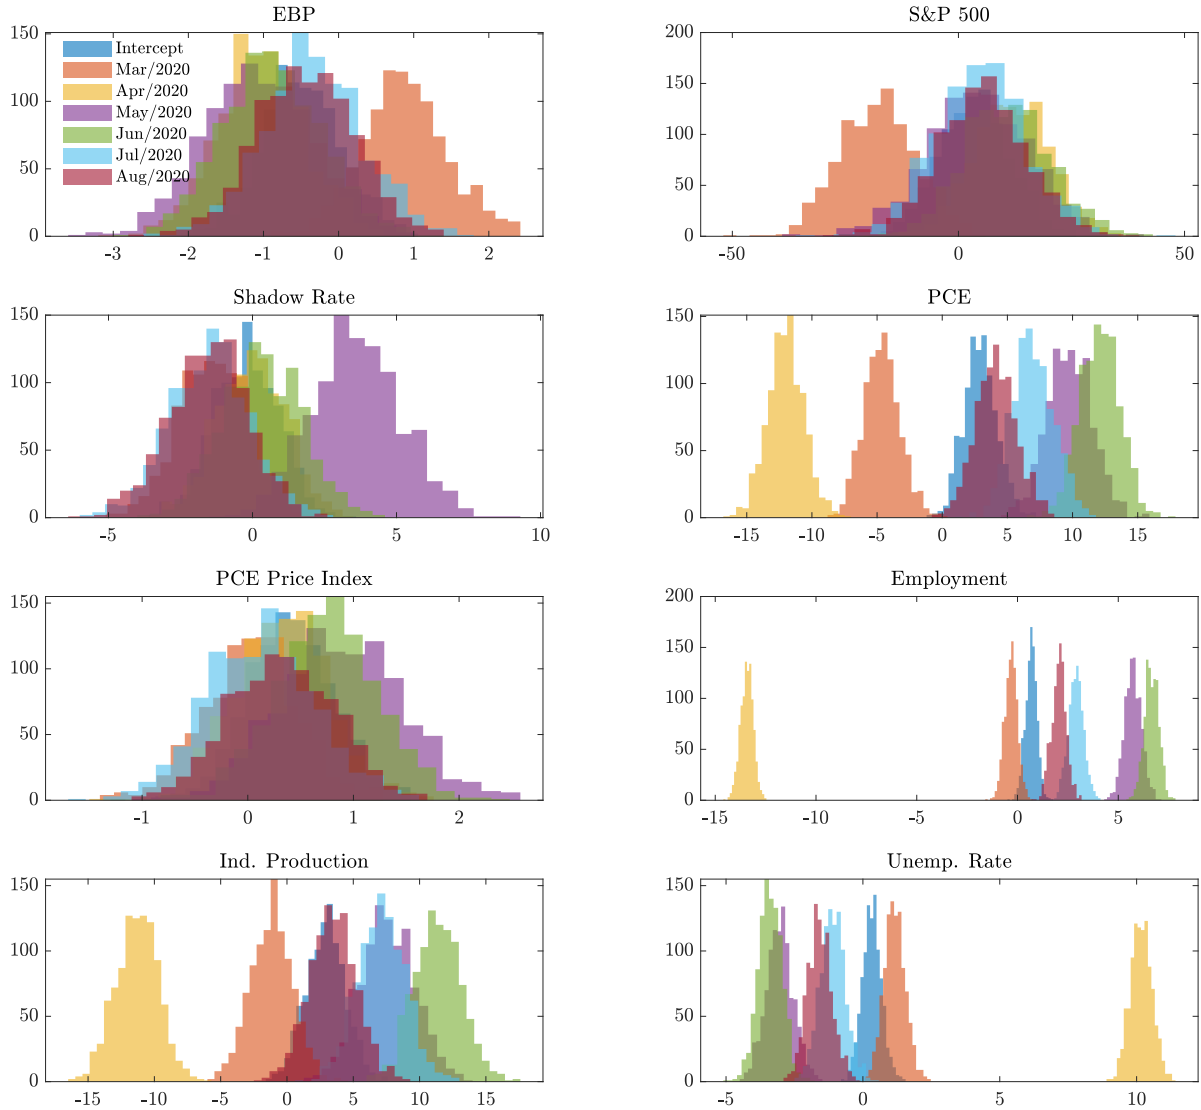 EBP
150
100
50
0
-3 -2 -1 0 1 2
Intercept
Mar/2020
Apr/2020
May/2020
Jun/2020
Jul/2020
Aug/2020
S&P 500
200
150
100
50
0
-50 0 50
Shadow Rate
150
100
50
0
-5 0 5 10
PCE
150
100
50
0
-15 -10 -5 0 5 10 15
PCE Price Index
150
100
50
0
-1 0 1 2
Employment
200
150
100
50
0
-15 -10 -5 0 5
Ind. Production
150
100
50
0
-15 -10 -5 0 5 10 15
Unemp. Rate
150
100
50
0
-5 0 5 10